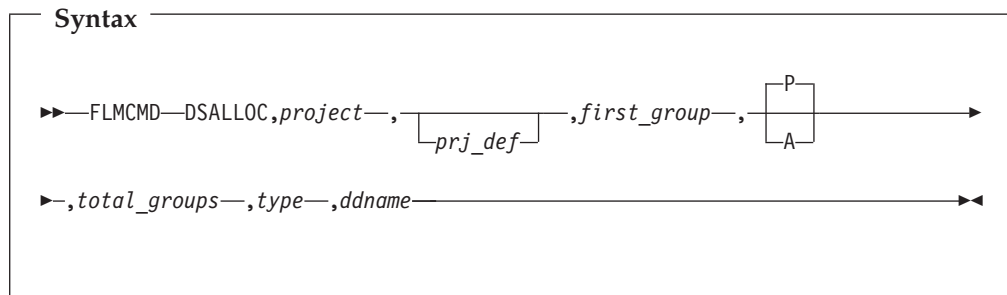 Syntax
P
FLMCMD DSALLOC,project , ,first_group ,
prj_def A
,total_groups ,type ,ddname